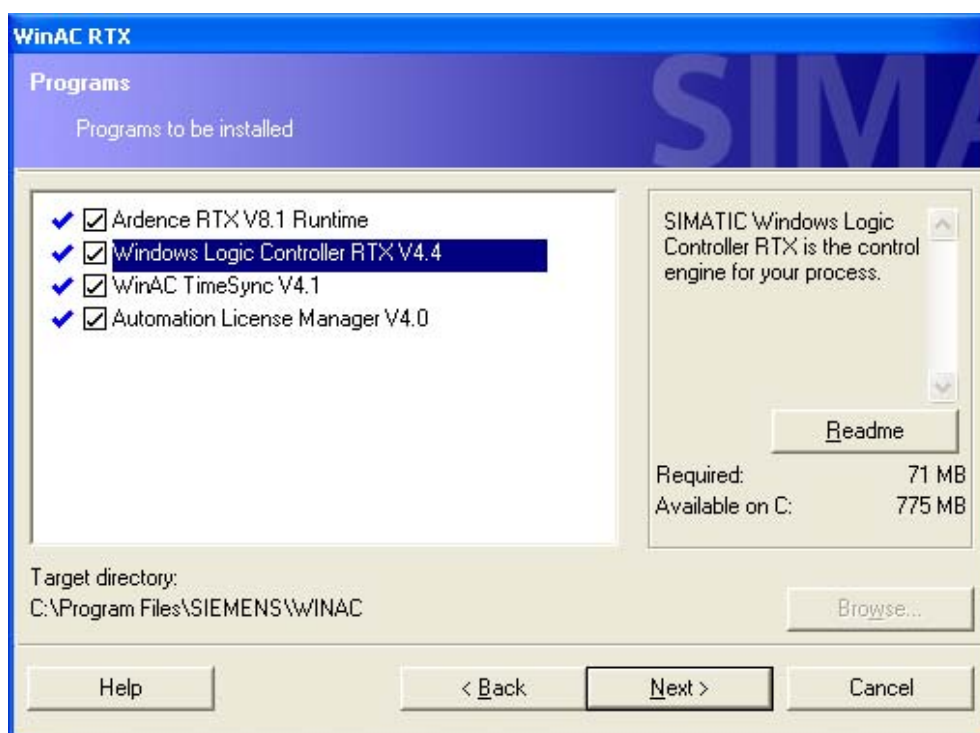 WinAC RTX
Programs
Programs to be installed
Ardence RTX V8.1 Runtime
Windows Logic Controller RTX V4.4
WinAC TimeSync V4.1
Automation License Manager V4.0
SIMATIC Windows Logic
Controller RTX is the control
engine for your process.
Readme
Required: 71 MB
Available on C: 775 MB
Target directory:
C:\Program Files\SIEMENS\WINAC
Browse...
Help
< Back
Next >
Cancel